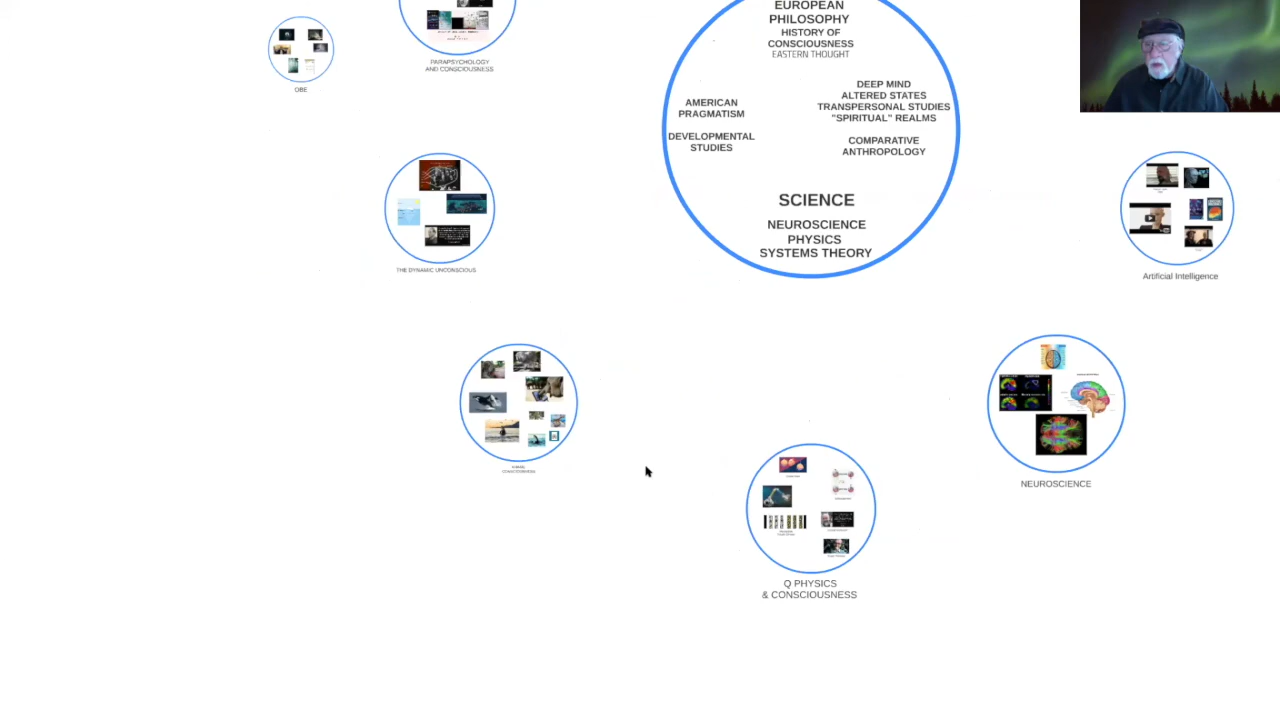 EUROPEAN
PHILOSOPHY
HISTORY OF
CONSCIOUSNESS
EASTERN THOUGHT
PARAPSYCHOLOGY
AND CONSCIOUSNESS
OBE
AMERICAN
PRAGMATISM
DEVELOPMENTAL
STUDIES
DEEP MIND
ALTERED STATES
TRANSPERSONAL STUDIES
"SPIRITUAL" REALMS
COMPARATIVE
ANTHROPOLOGY
SCIENCE
NEUROSCIENCE
PHYSICS
SYSTEMS THEORY
THE DYNAMIC UNCONSCIOUS
Artificial Intelligence
CONSCIOUSNESS
NEUROSCIENCE
Q PHYSICS
& CONSCIOUSNESS